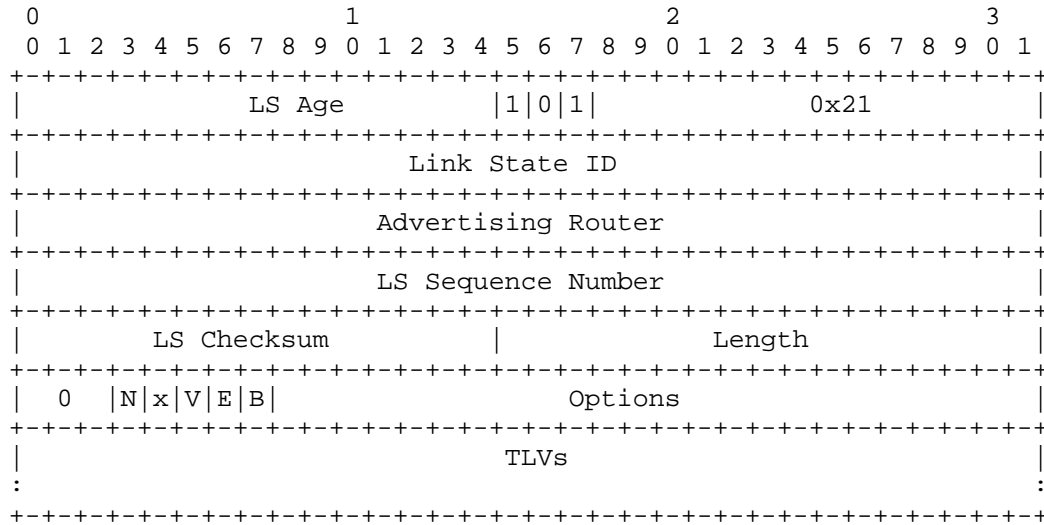 0                   1                   2                   3
 0 1 2 3 4 5 6 7 8 9 0 1 2 3 4 5 6 7 8 9 0 1 2 3 4 5 6 7 8 9 0 1
+-+-+-+-+-+-+-+-+-+-+-+-+-+-+-+-+-+-+-+-+-+-+-+-+-+-+-+-+-+-+-+-+
|              LS Age         |1|0|1|             0x21          |
+-+-+-+-+-+-+-+-+-+-+-+-+-+-+-+-+-+-+-+-+-+-+-+-+-+-+-+-+-+-+-+-+
|                        Link State ID                          |
+-+-+-+-+-+-+-+-+-+-+-+-+-+-+-+-+-+-+-+-+-+-+-+-+-+-+-+-+-+-+-+-+
|                      Advertising Router                       |
+-+-+-+-+-+-+-+-+-+-+-+-+-+-+-+-+-+-+-+-+-+-+-+-+-+-+-+-+-+-+-+-+
|                      LS Sequence Number                       |
+-+-+-+-+-+-+-+-+-+-+-+-+-+-+-+-+-+-+-+-+-+-+-+-+-+-+-+-+-+-+-+-+
|        LS Checksum          |             Length              |
+-+-+-+-+-+-+-+-+-+-+-+-+-+-+-+-+-+-+-+-+-+-+-+-+-+-+-+-+-+-+-+-+
|  0  |N|x|V|E|B|                  Options                      |
+-+-+-+-+-+-+-+-+-+-+-+-+-+-+-+-+-+-+-+-+-+-+-+-+-+-+-+-+-+-+-+-+
|                              TLVs                             |
:                                                               :
+-+-+-+-+-+-+-+-+-+-+-+-+-+-+-+-+-+-+-+-+-+-+-+-+-+-+-+-+-+-+-+-+